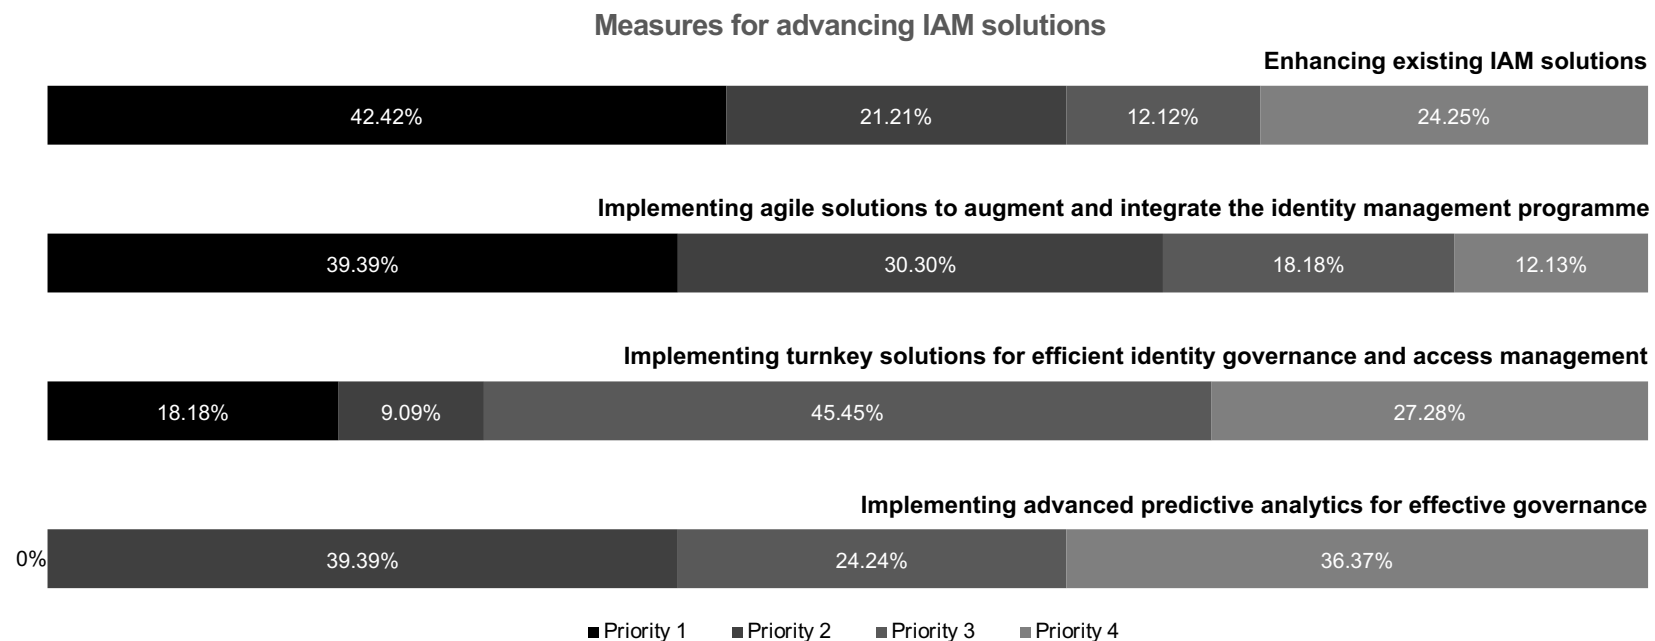 Measures for advancing IAM solutions
Enhancing existing IAM solutions
42.42% 21.21% 12.12% 24.25%
Implementing agile solutions to augment and integrate the identity management programme
39.39% 30.30% 18.18% 12.13%
Implementing turnkey solutions for efficient identity governance and access management
18.18% 9.09% 45.45% 27.28%
Implementing advanced predictive analytics for effective governance
0% 39.39% 24.24% 36.37%
Priority 1 Priority 2 Priority 3 Priority 4